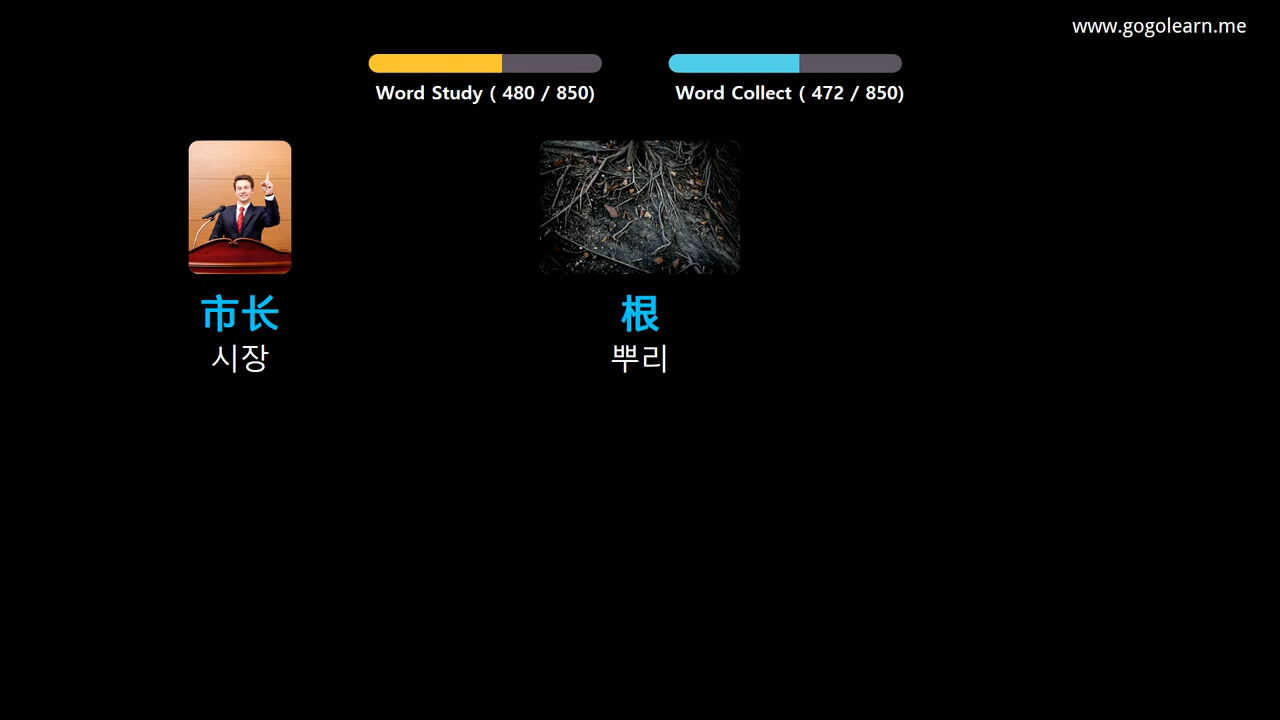 www.gogolearn.me
Word Study ( 480 / 850)
Word Collect ( 472 / 850)
市长
시장
根
뿌리